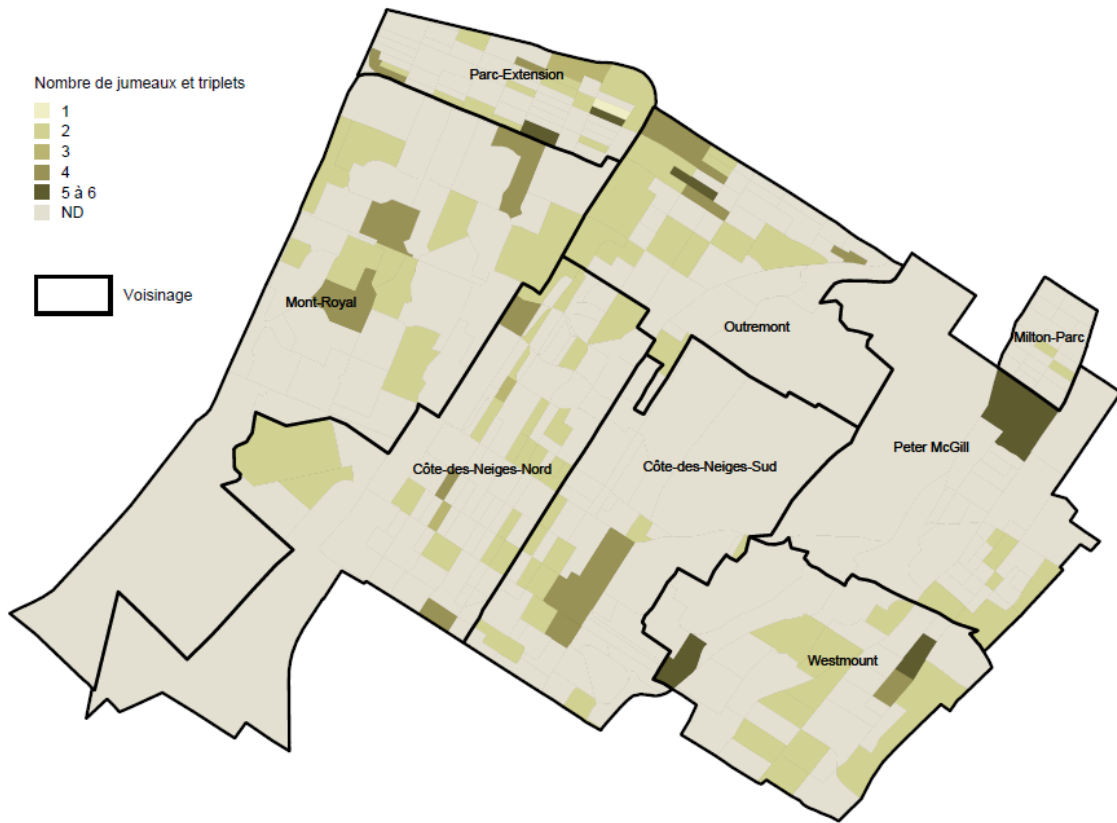 Nombre de jumeaux et triplets
1
2
3
4
5 à 6
ND
Voisinage
Parc-Extension
Mont-Royal
Outremont
Milton-Parc
Peter McGill
Côte-des-Neiges-Nord
Côte-des-Neiges-Sud
Westmount